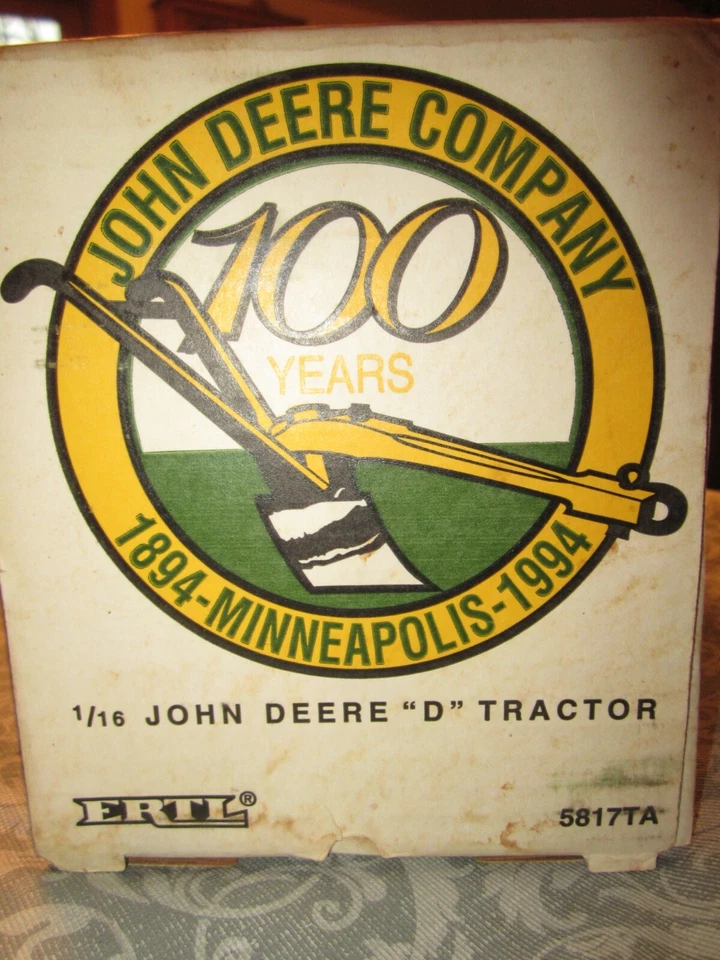 JOHN DEERE COMPANY
100
YEARS
1894-MINNEAPOLIS-1994
1/16 JOHN DEERE “D” TRACTOR
ERTL®
5817TA